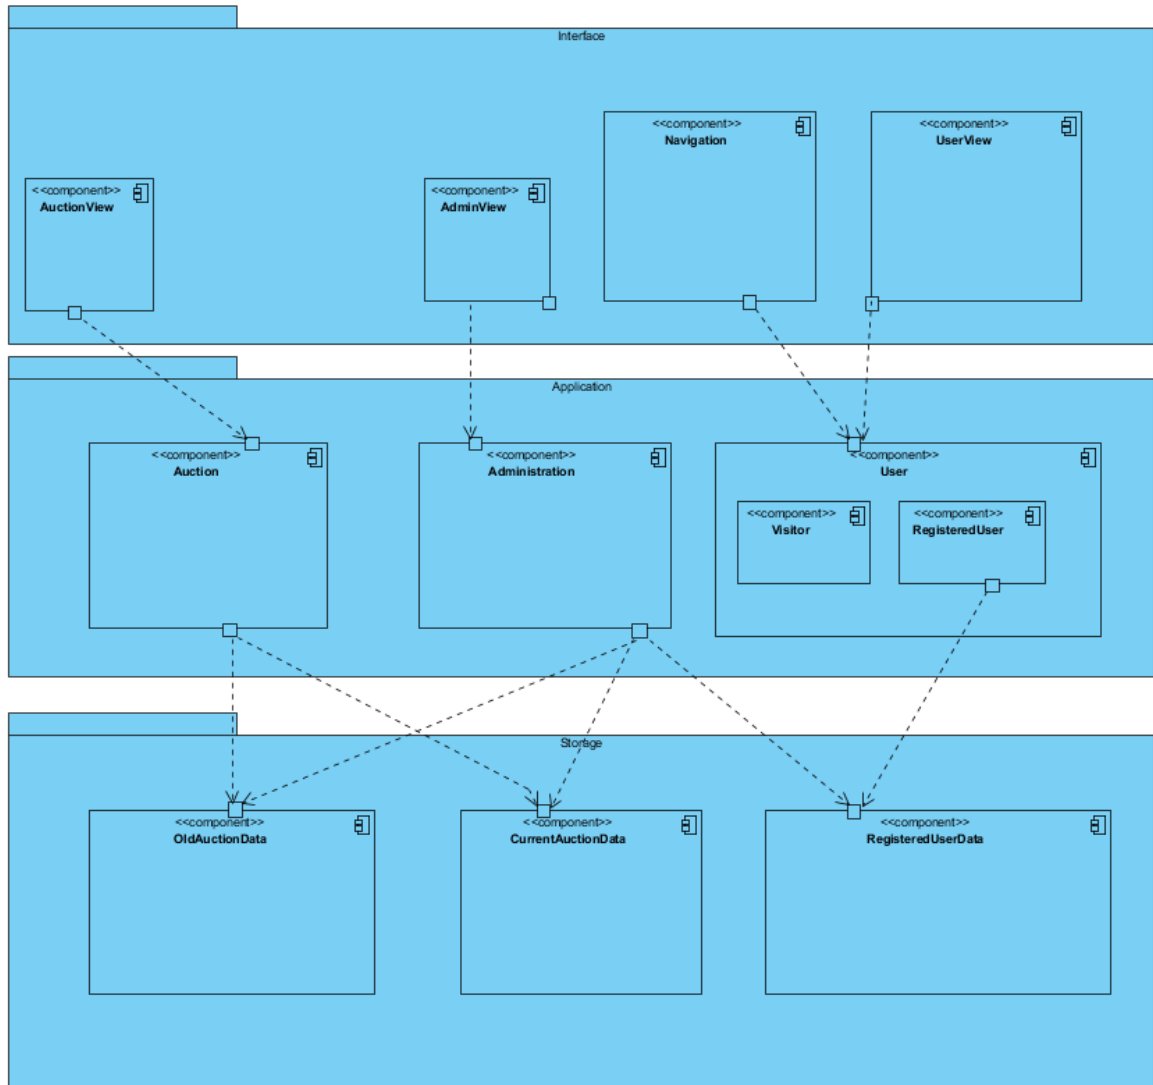 Interface
<<component>>
Navigation
<<component>>
UserView
<<component>>
AuctionView
<<component>>
AdminView
Application
<<component>>
Auction
<<component>>
Administration
<<component>>
User
<<component>>
Visitor
<<component>>
RegisteredUser
Storage
<<component>>
OldAuctionData
<<component>>
CurrentAuctionData
<<component>>
RegisteredUserData